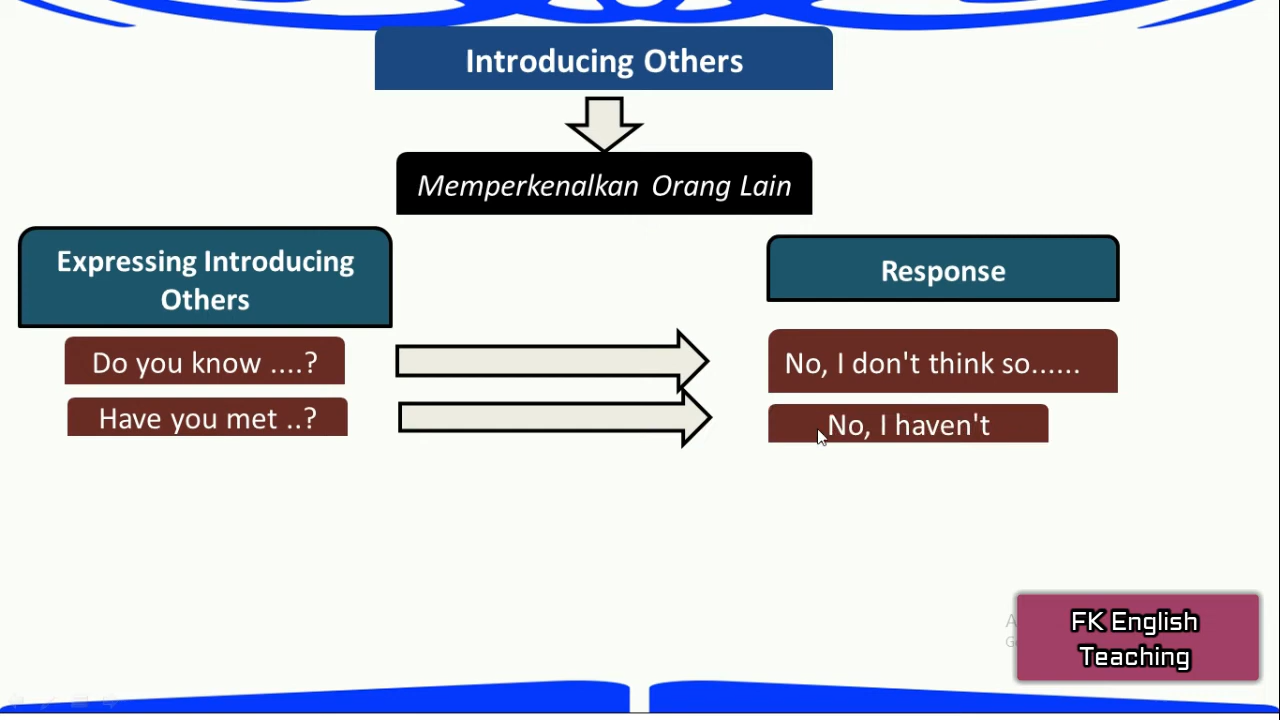 Introducing Others
Memperkenalkan Orang Lain
Expressing Introducing
Others
Response
Do you know ....?
No, I don't think so......
Have you met ..?
No, I haven't
FK English
Teaching